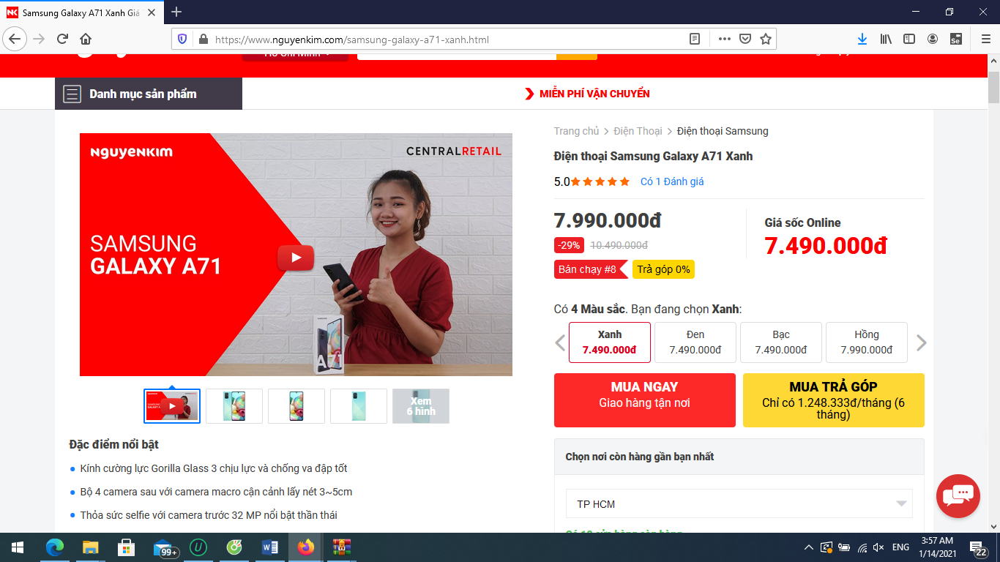 Samsung Galaxy A71 Xanh Giá
https://www.nguyenkim.com/samsung-galaxy-a71-xanh.html
Hồ Chí Minh
Danh mục sản phẩm
MIỄN PHÍ VẬN CHUYỂN
NGUYENKIM
CENTRALRETAIL
SAMSUNG
GALAXY A71
A71
Xem
6 hình
Đặc điểm nổi bật
Kính cường lực Gorilla Glass 3 chịu lực và chống va đập tốt
Bộ 4 camera sau với camera macro cận cảnh lấy nét 3~5cm
Thỏa sức selfie với camera trước 32 MP nổi bật thần thái
Trang chủ > Điện Thoại > Điện thoại Samsung
Điện thoại Samsung Galaxy A71 Xanh
5.0 Có 1 Đánh giá
7.990.000đ
-29% 10.490.000đ
Bán chạy #8 Trả góp 0%
Giá sốc Online
7.490.000đ
Có 4 Màu sắc. Bạn đang chọn Xanh:
Xanh Đen Bạc Hồng
7.490.000đ 7.490.000đ 7.490.000đ 7.990.000đ
MUA NGAY
Giao hàng tận nơi
MUA TRẢ GÓP
Chỉ có 1.248.333đ/tháng (6
tháng)
Chọn nơi còn hàng gần bạn nhất
TP HCM
99+
ENG
3:57 AM
1/14/2021
22